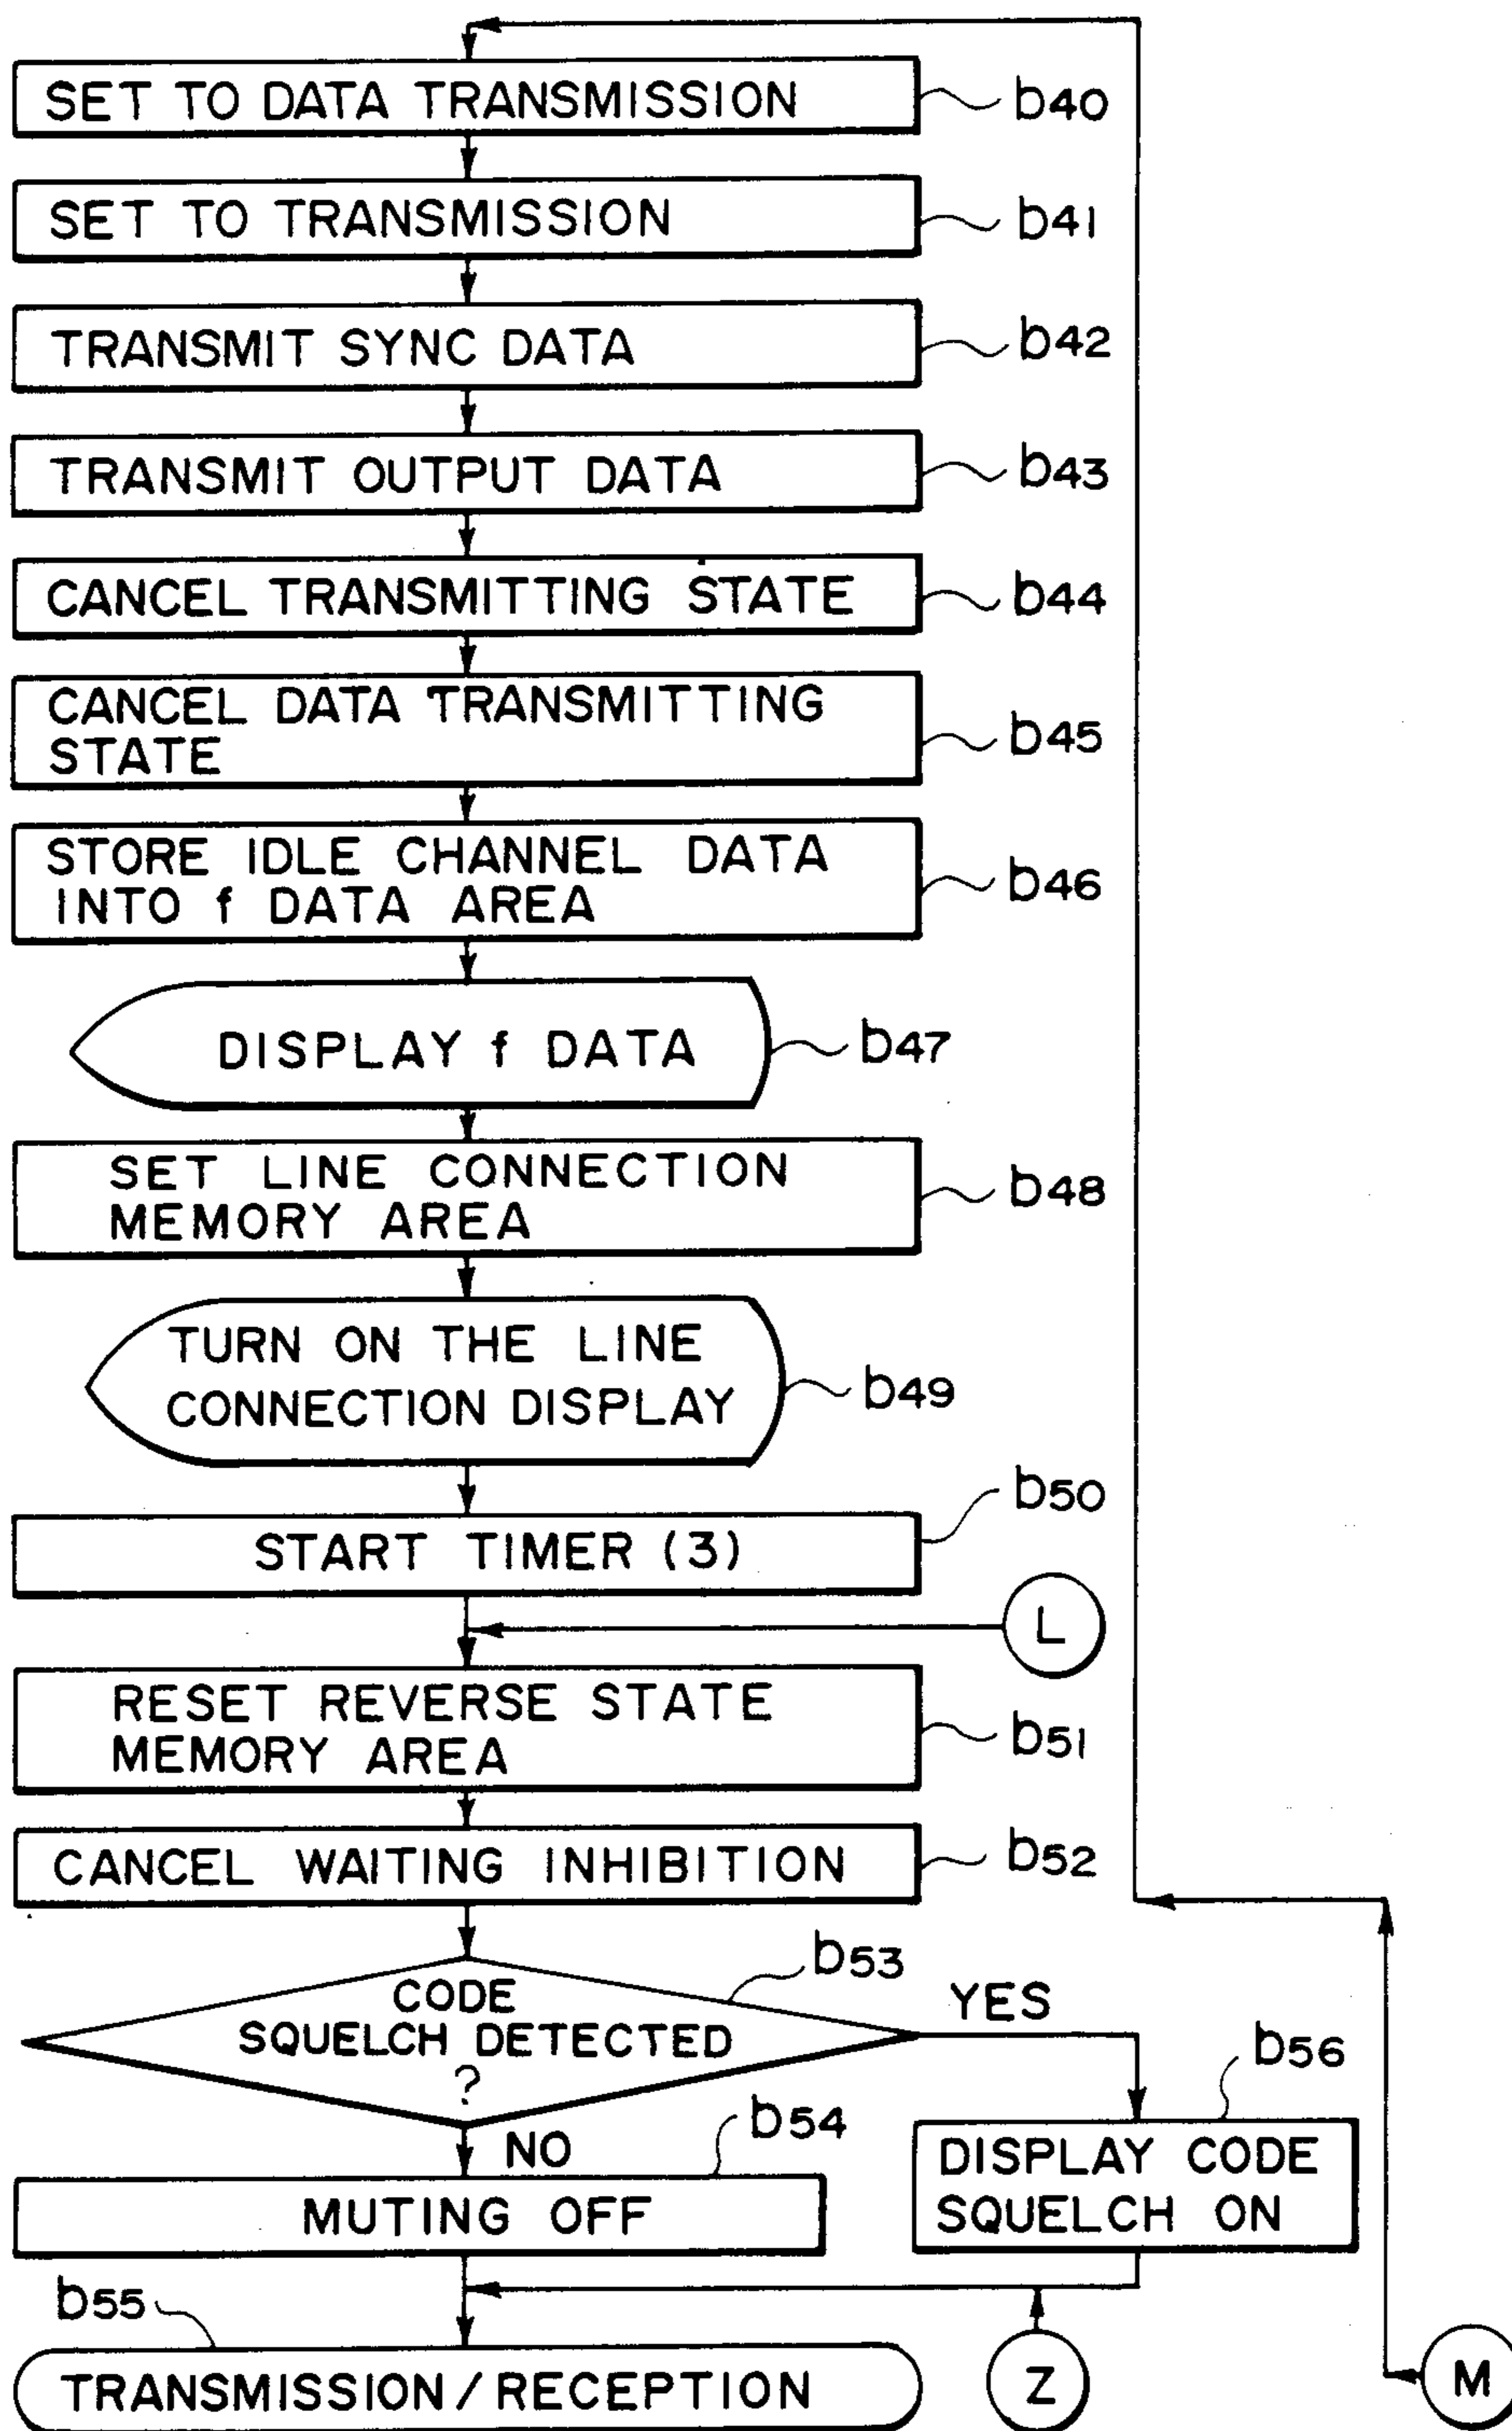 SET TO DATA TRANSMISSION
b40
SET TO TRANSMISSION
b41
TRANSMIT SYNC DATA
b42
TRANSMIT OUTPUT DATA
b43
CANCEL TRANSMITTING STATE
b44
CANCEL DATA TRANSMITTING
STATE
b45
STORE IDLE CHANNEL DATA
INTO f DATA AREA
b46
DISPLAY f DATA
b47
SET LINE CONNECTION
MEMORY AREA
b48
TURN ON THE LINE
CONNECTION DISPLAY
b49
START TIMER (3)
b50
L
RESET REVERSE STATE
MEMORY AREA
b51
CANCEL WAITING INHIBITION
b52
CODE
SQUELCH DETECTED
?
b53
YES
NO
MUTING OFF
b54
DISPLAY CODE
SQUELCH ON
b56
b55
TRANSMISSION/RECEPTION
Z
M